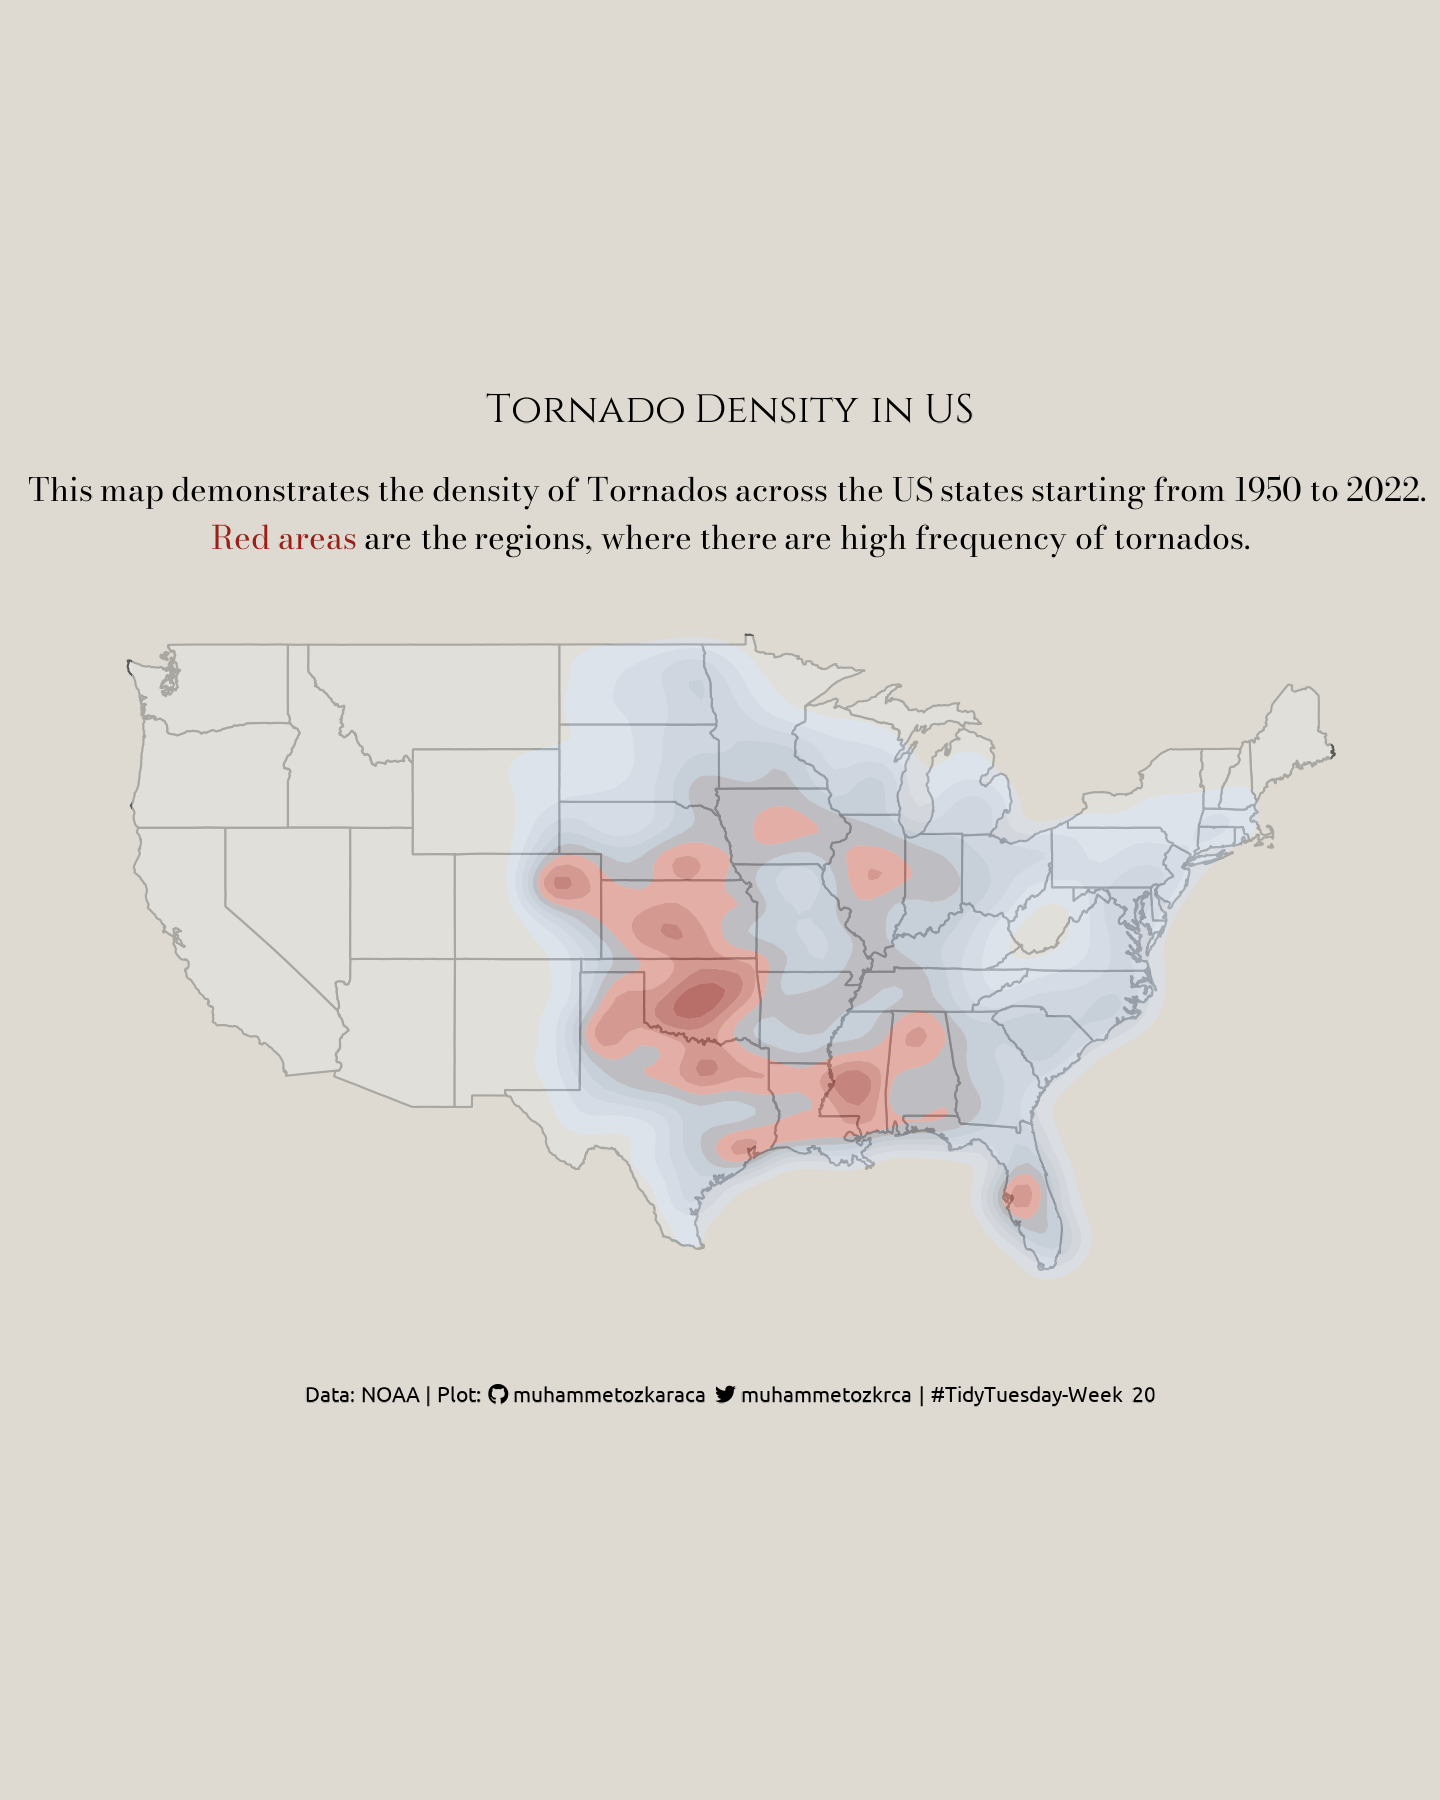 Tornado Density in US
This map demonstrates the density of Tornados across the US states starting from 1950 to 2022.
Red areas are the regions, where there are high frequency of tornados.
Data: NOAA | Plot: muhammetozkaraca muhammetozkrca | #TidyTuesday-Week 20